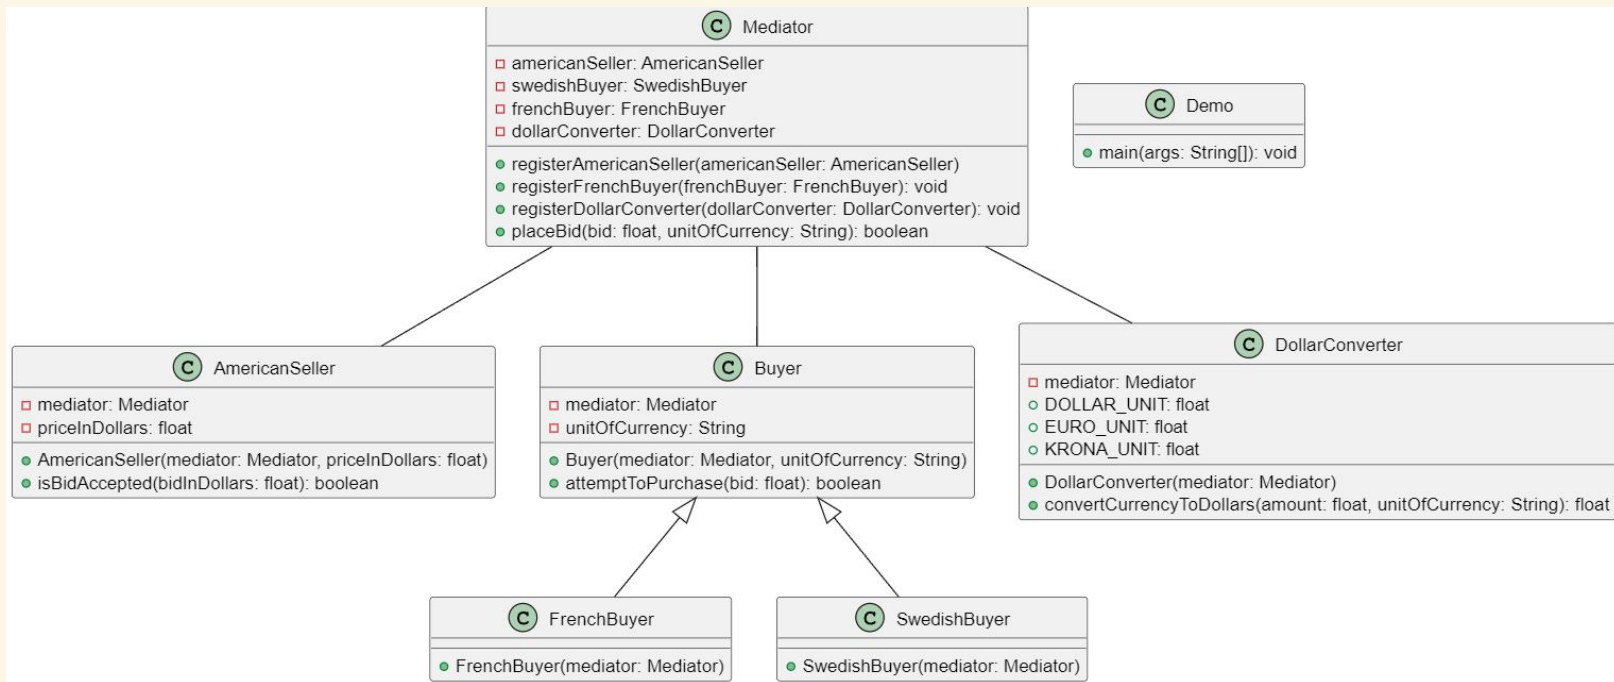 C Mediator
americanSeller: AmericanSeller
swedishBuyer: SwedishBuyer
frenchBuyer: FrenchBuyer
dollarConverter: DollarConverter
registerAmericanSeller(americanSeller: AmericanSeller)
registerFrenchBuyer(frenchBuyer: FrenchBuyer): void
registerDollarConverter(dollarConverter: DollarConverter): void
placeBid(bid: float, unitOfCurrency: String): boolean
C Demo
main(args: String[]): void
C AmericanSeller
mediator: Mediator
priceInDollars: float
AmericanSeller(mediator: Mediator, priceInDollars: float)
isBidAccepted(bidInDollars: float): boolean
C Buyer
mediator: Mediator
unitOfCurrency: String
Buyer(mediator: Mediator, unitOfCurrency: String)
attemptToPurchase(bid: float): boolean
C DollarConverter
mediator: Mediator
DOLLAR_UNIT: float
EURO_UNIT: float
KRONA_UNIT: float
DollarConverter(mediator: Mediator)
convertCurrencyToDollars(amount: float, unitOfCurrency: String): float
C FrenchBuyer
FrenchBuyer(mediator: Mediator)
C SwedishBuyer
SwedishBuyer(mediator: Mediator)